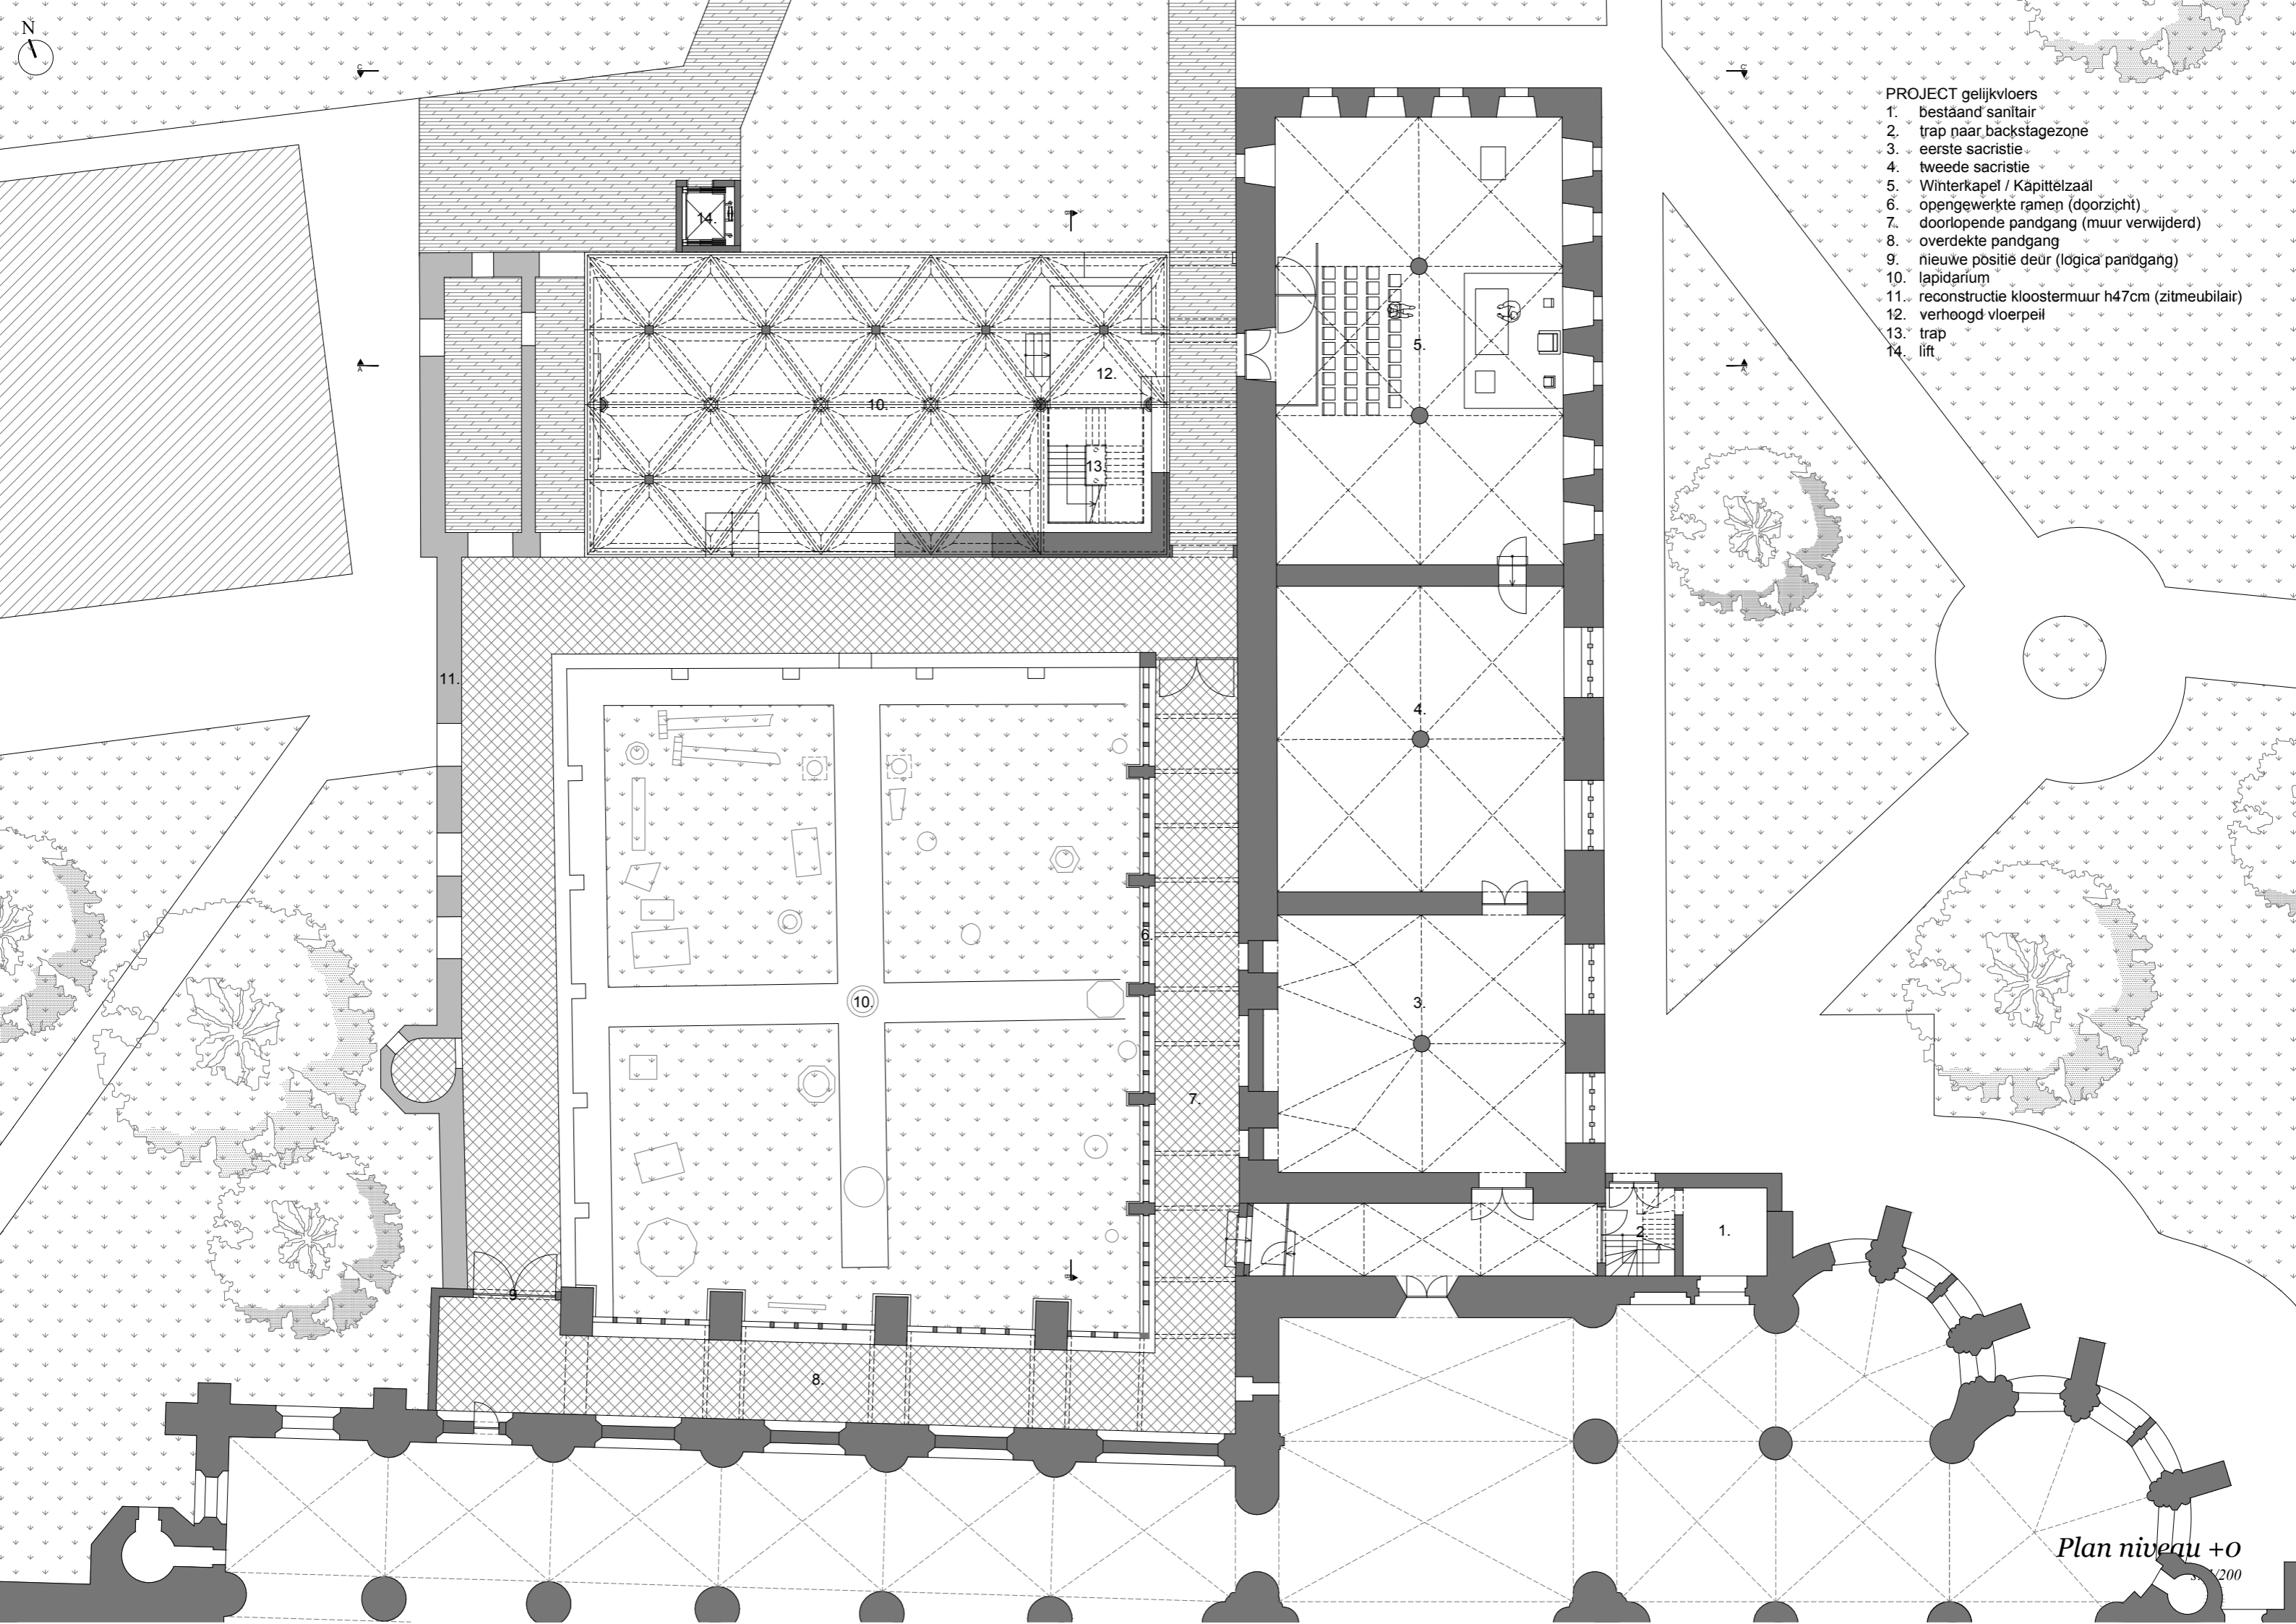 N
C
C'
PROJECT gelijkvloers
1. bestaand sanitair
2. trap naar backstagezone
3. eerste sacristie
4. tweede sacristie
5. Winterkapel / Kapittelzaal
6. opengewerkte ramen (doorzicht)
7. doorlopende pandgang (muur verwijderd)
8. overdekte pandgang
9. nieuwe positie deur (logica pandgang)
10. lapidarium
11. reconstructie kloostermuur h47cm (zitmeubilair)
12. verhoogd vloerpeil
13. trap
14. lift
14.
5.
A
A'
12.
10.
13.
11.
4.
6.
10.
3.
7.
2.
1.
9.
8.
Plan niveau +0